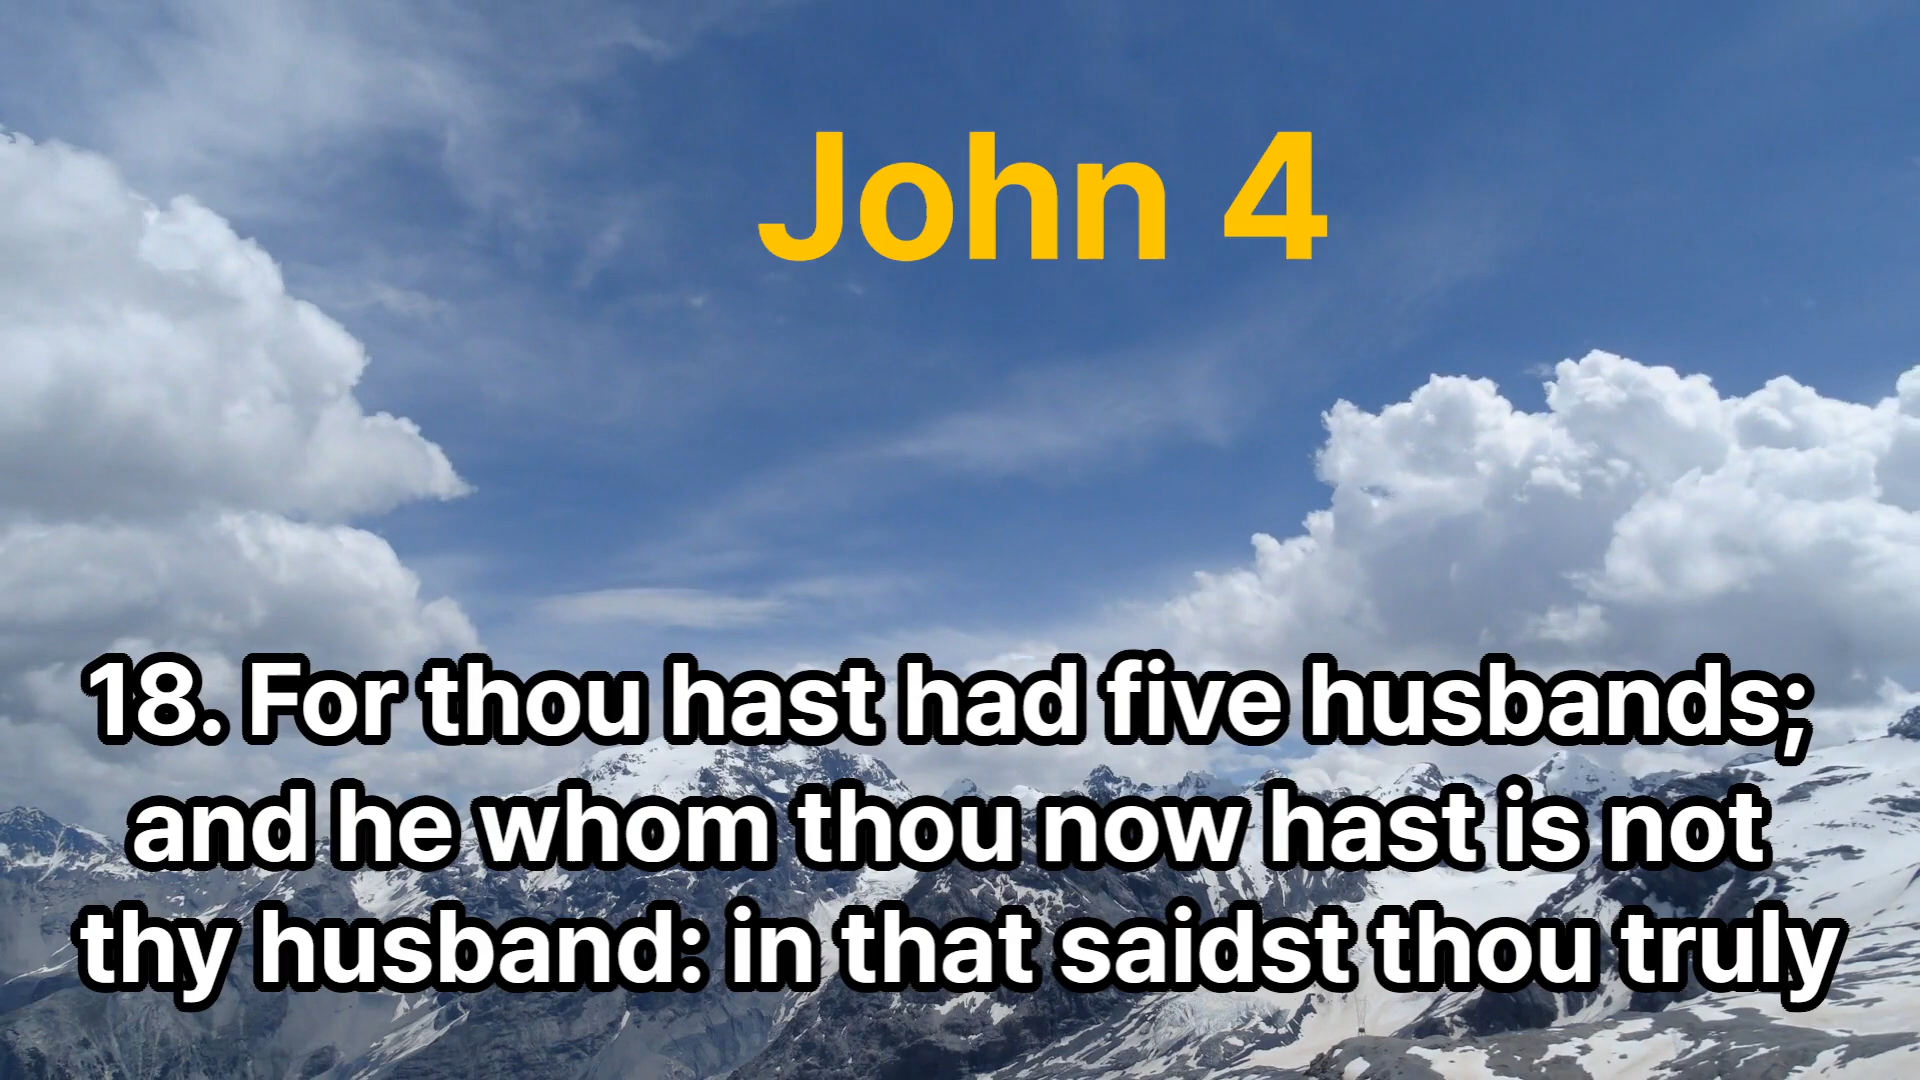 John 4
18. For thou hast had five husbands;
and he whom thou now hast is not
thy husband: in that saidst thou truly